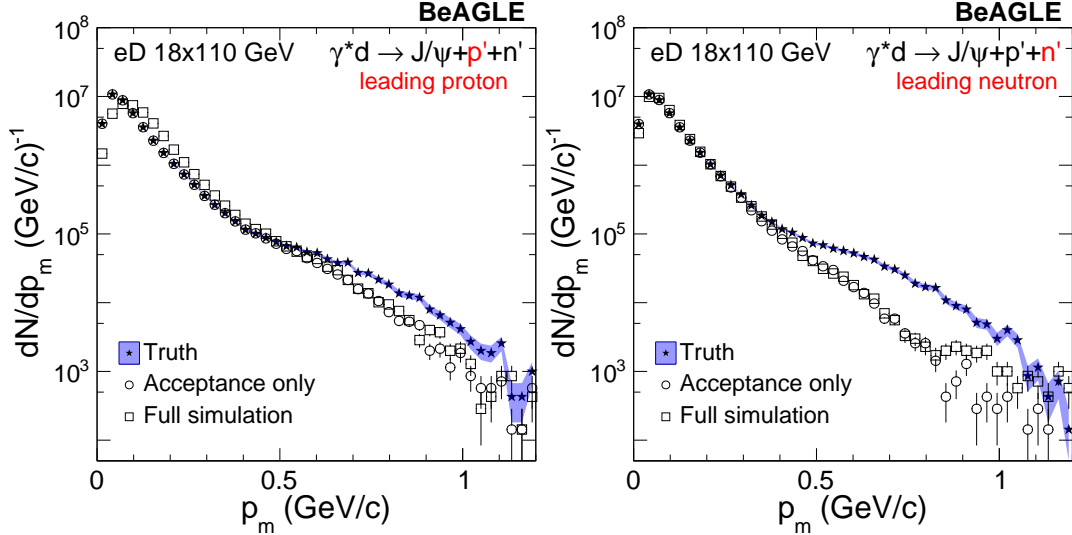 BeAGLE
eD 18x110 GeV
γ*d → J/ψ+p'+n'
leading proton
dN/dp_m (GeV/c)^-1
10^8
10^7
10^5
10^3
Truth
Acceptance only
Full simulation
0
0.5
1
p_m (GeV/c)
BeAGLE
eD 18x110 GeV
γ*d → J/ψ+p'+n'
leading neutron
dN/dp_m (GeV/c)^-1
10^8
10^7
10^5
10^3
Truth
Acceptance only
Full simulation
0
0.5
1
p_m (GeV/c)